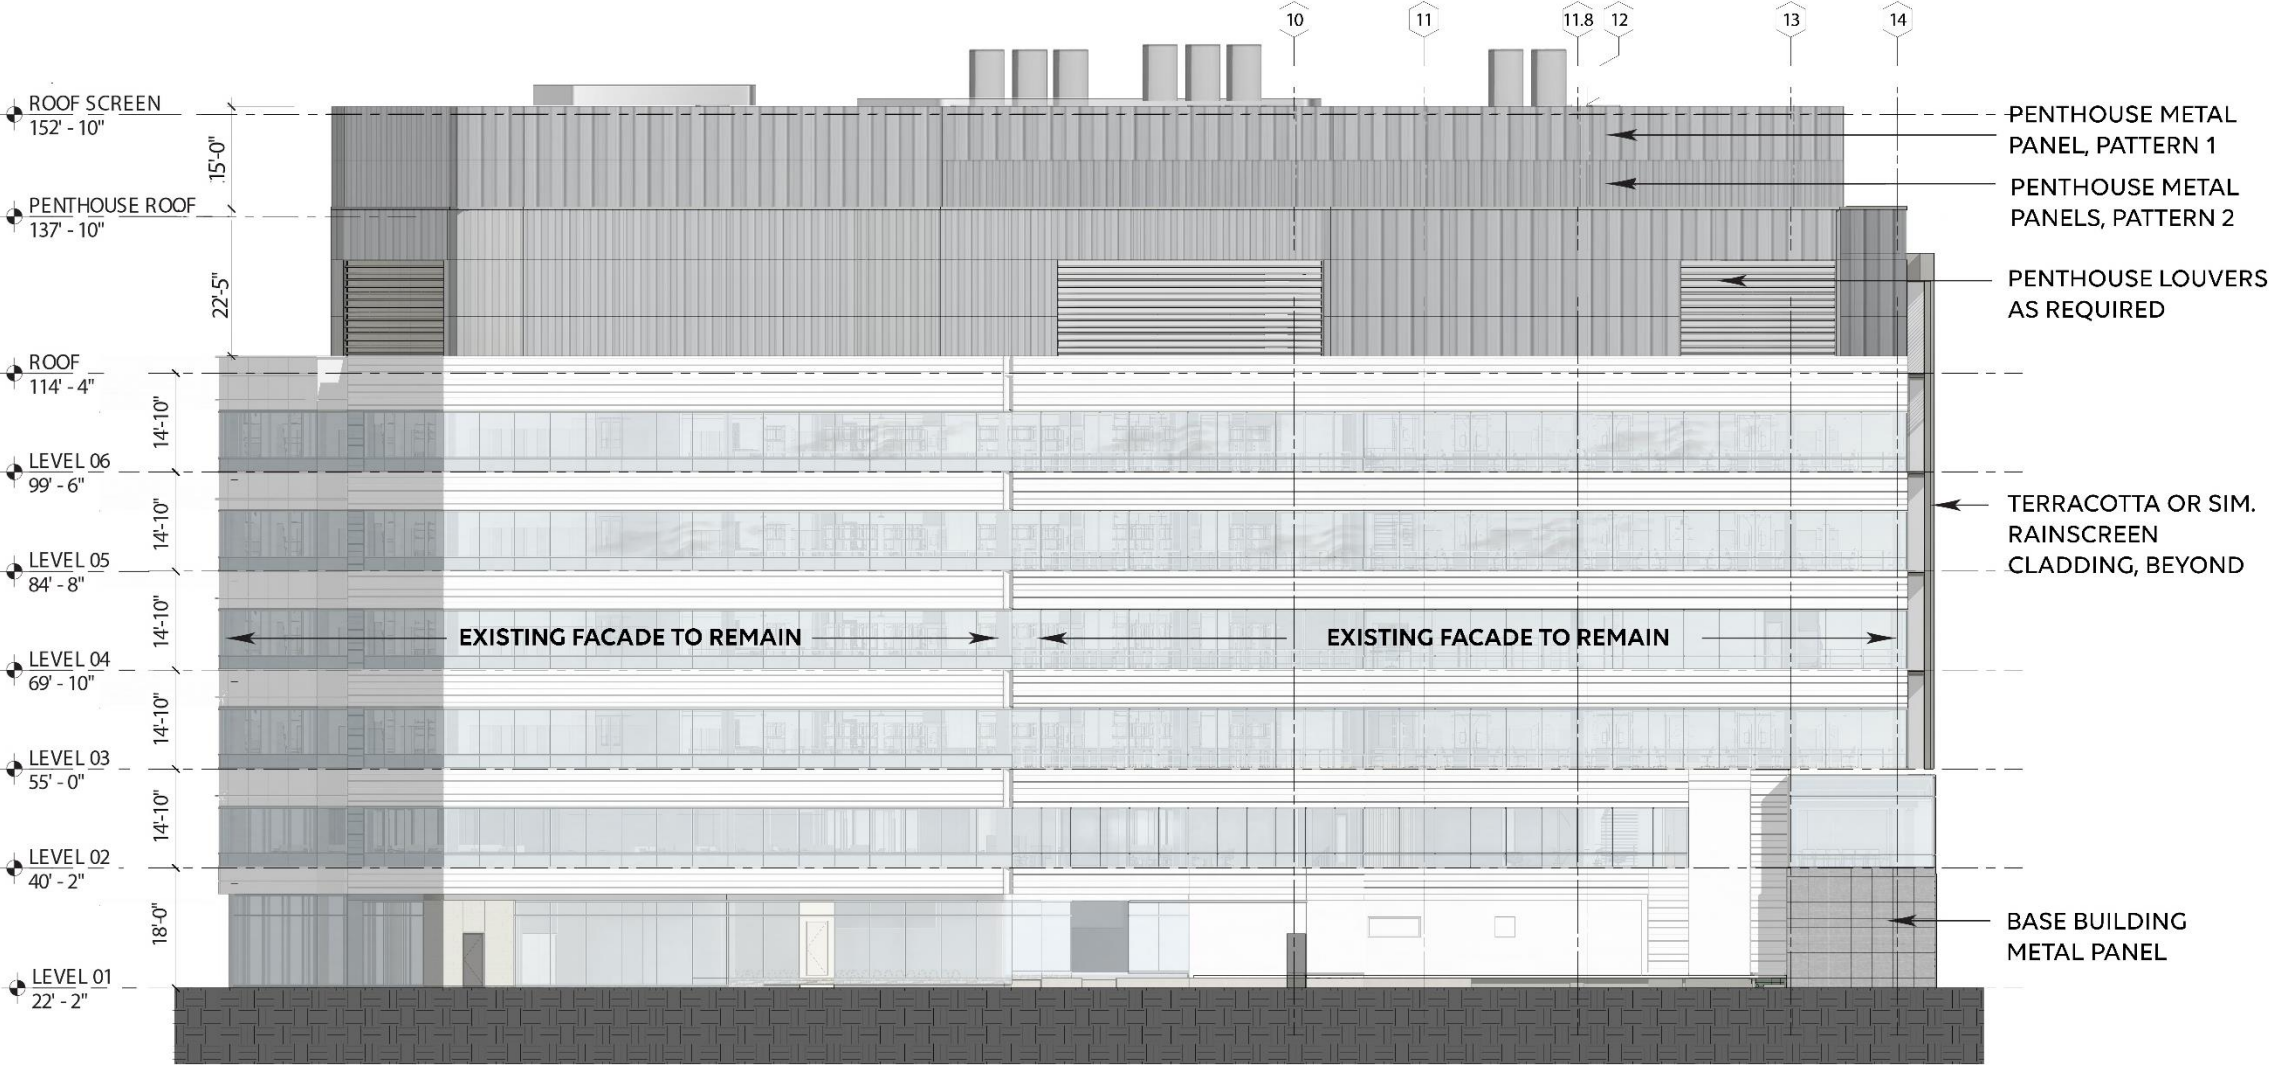 10
11
11.8
12
13
14
ROOF SCREEN
152' - 10"
15'-0"
PENTHOUSE ROOF
137' - 10"
22'-5"
ROOF
114' - 4"
14'-10"
LEVEL 06
99' - 6"
14'-10"
LEVEL 05
84' - 8"
14'-10"
LEVEL 04
69' - 10"
14'-10"
LEVEL 03
55' - 0"
14'-10"
LEVEL 02
40' - 2"
18'-0"
LEVEL 01
22' - 2"
EXISTING FACADE TO REMAIN
EXISTING FACADE TO REMAIN
PENTHOUSE METAL
PANEL, PATTERN 1
PENTHOUSE METAL
PANELS, PATTERN 2
PENTHOUSE LOUVERS
AS REQUIRED
TERRACOTTA OR SIM.
RAINSCREEN
CLADDING, BEYOND
BASE BUILDING
METAL PANEL